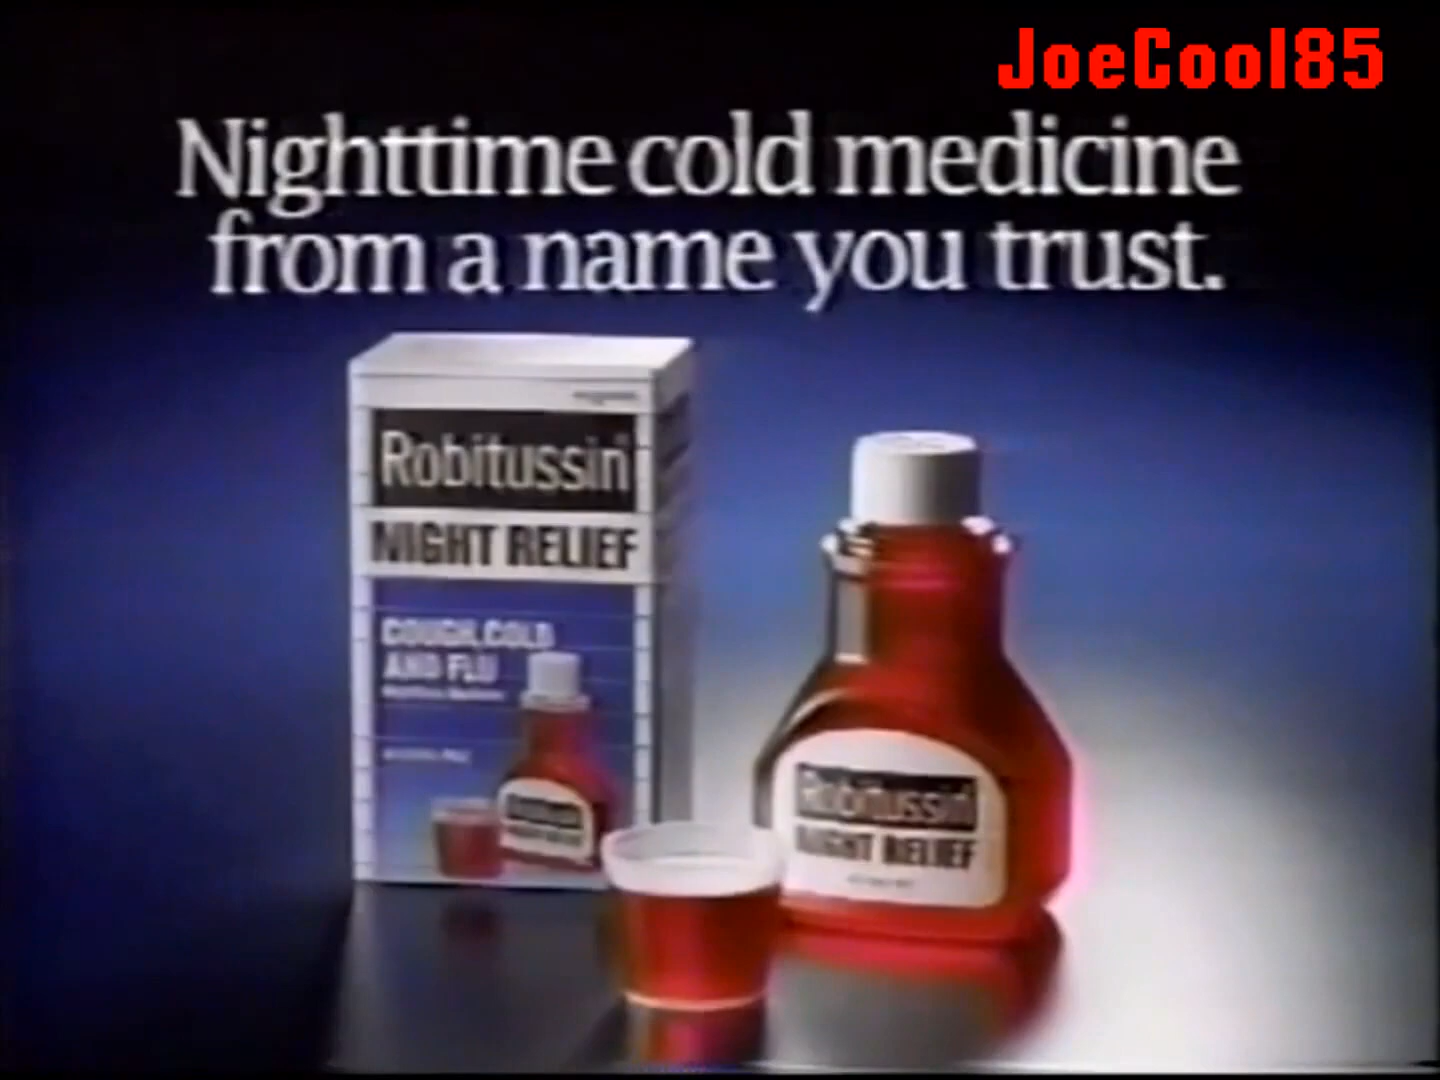 JoeCool85
Nighttime cold medicine
from a name you trust.
Robitussin
NIGHT RELIEF
COUGH, COLD
AND FLU
Robitussin
NIGHT RELIEF